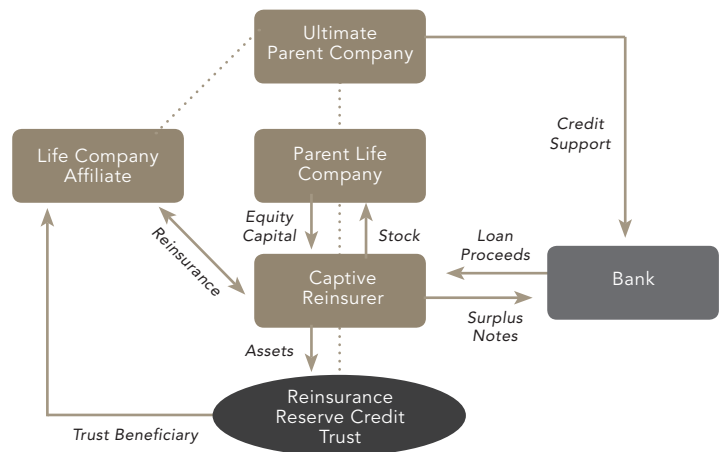 Ultimate
Parent Company
Credit
Support
Life Company
Affiliate
Parent Life
Company
Reinsurance
Equity
Capital
Stock
Loan
Proceeds
Captive
Reinsurer
Bank
Surplus
Notes
Assets
Reinsurance
Reserve Credit
Trust
Trust Beneficiary